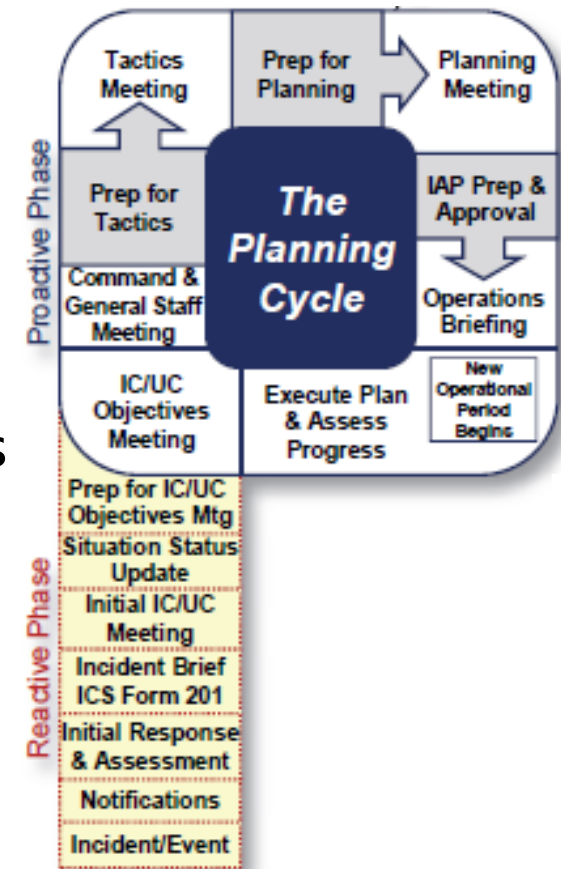 Tactics
Meeting
Prep for
Planning
Planning
Meeting
Proactive Phase
Prep for
Tactics
The
Planning
Cycle
IAP Prep &
Approval
Command &
General Staff
Meeting
Operations
Briefing
IC/UC
Objectives
Meeting
Execute Plan
& Assess
Progress
New
Operational
Period
Begins
s
Prep for IC/UC
Objectives Mtg
Situation Status
Update
Reactive Phase
Initial IC/UC
Meeting
Incident Brief
ICS Form 201
Initial Response
& Assessment
Notifications
Incident/Event